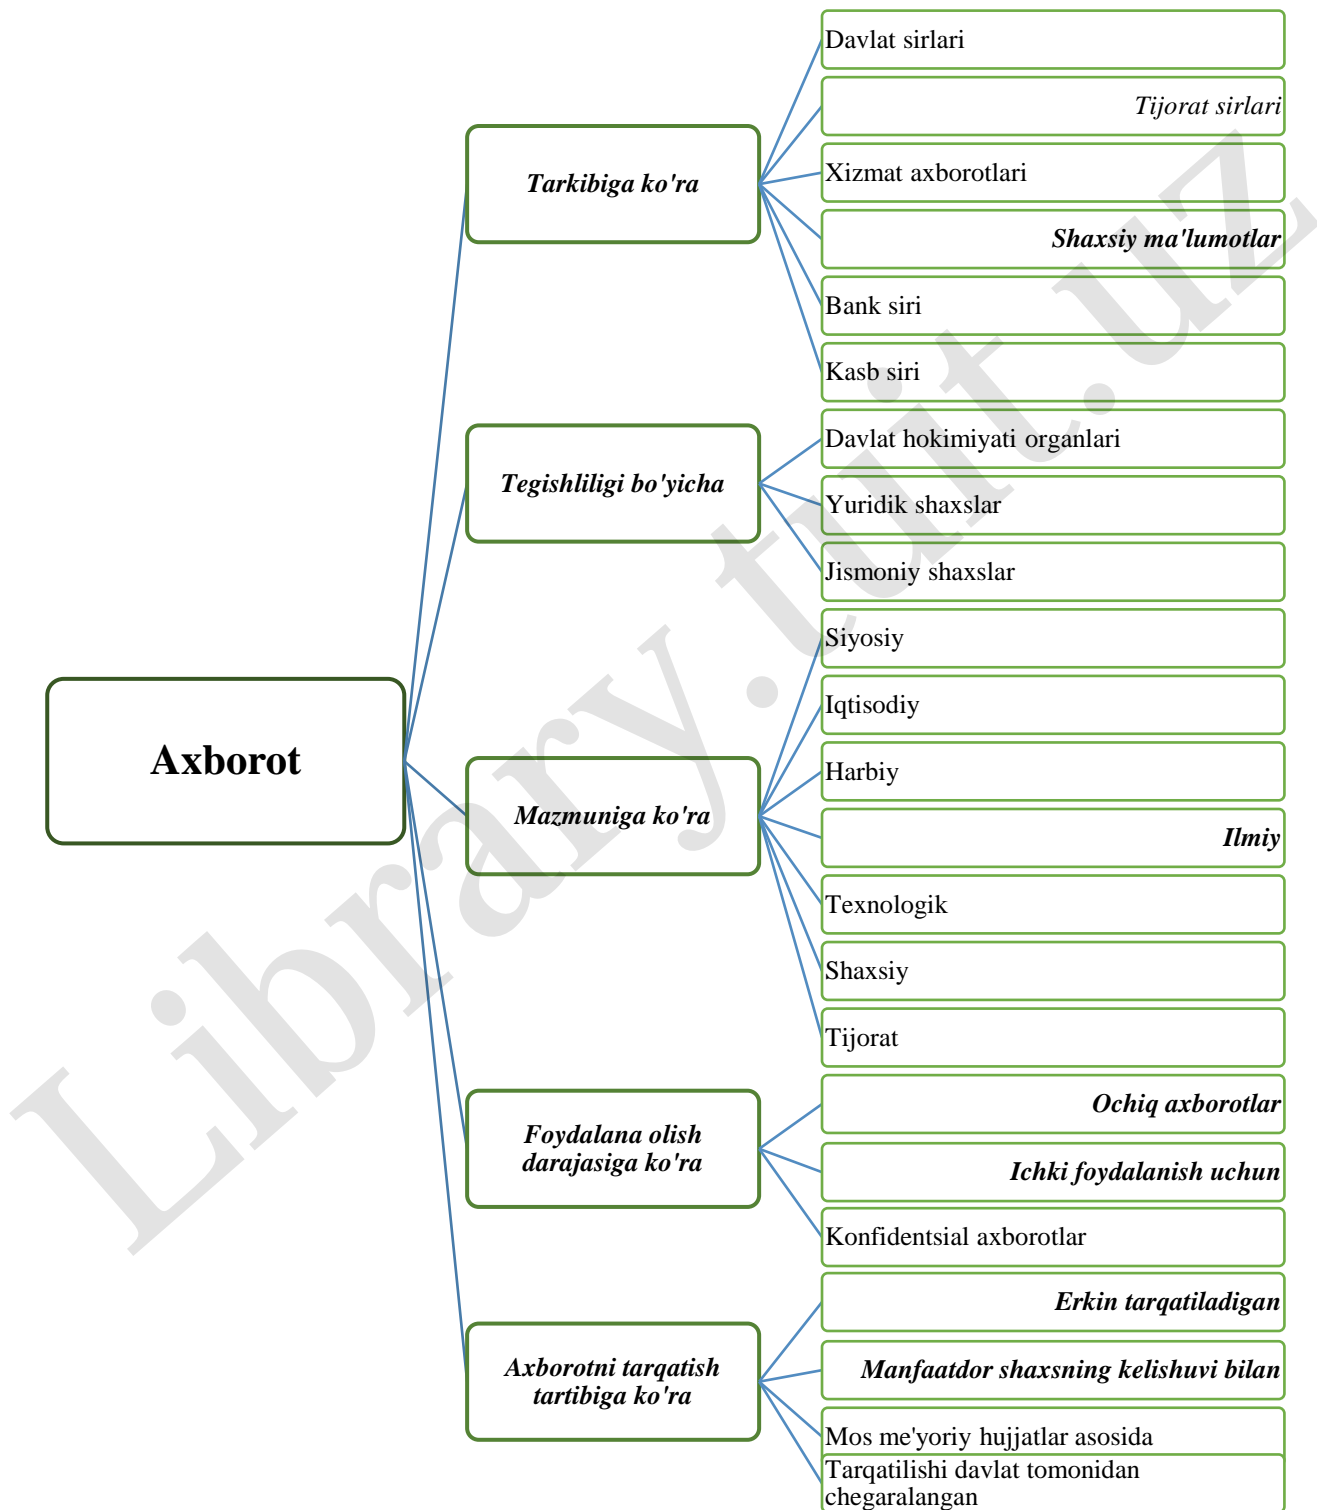 Axborot
Tarkibiga ko'ra
Davlat sirlari
Tijorat sirlari
Xizmat axborotlari
Shaxsiy ma'lumotlar
Bank siri
Kasb siri
Tegishliligi bo'yicha
Davlat hokimiyati organlari
Yuridik shaxslar
Jismoniy shaxslar
Mazmuniga ko'ra
Siyosiy
Iqtisodiy
Harbiy
Ilmiy
Texnologik
Shaxsiy
Tijorat
Foydalana olish
darajasiga ko'ra
Ochiq axborotlar
Ichki foydalanish uchun
Konfidentsial axborotlar
Axborotni tarqatish
tartibiga ko'ra
Erkin tarqatiladigan
Manfaatdor shaxsning kelishuvi bilan
Mos me'yoriy hujjatlar asosida
Tarqatilishi davlat tomonidan
chegaralangan
Library.tuit.uz